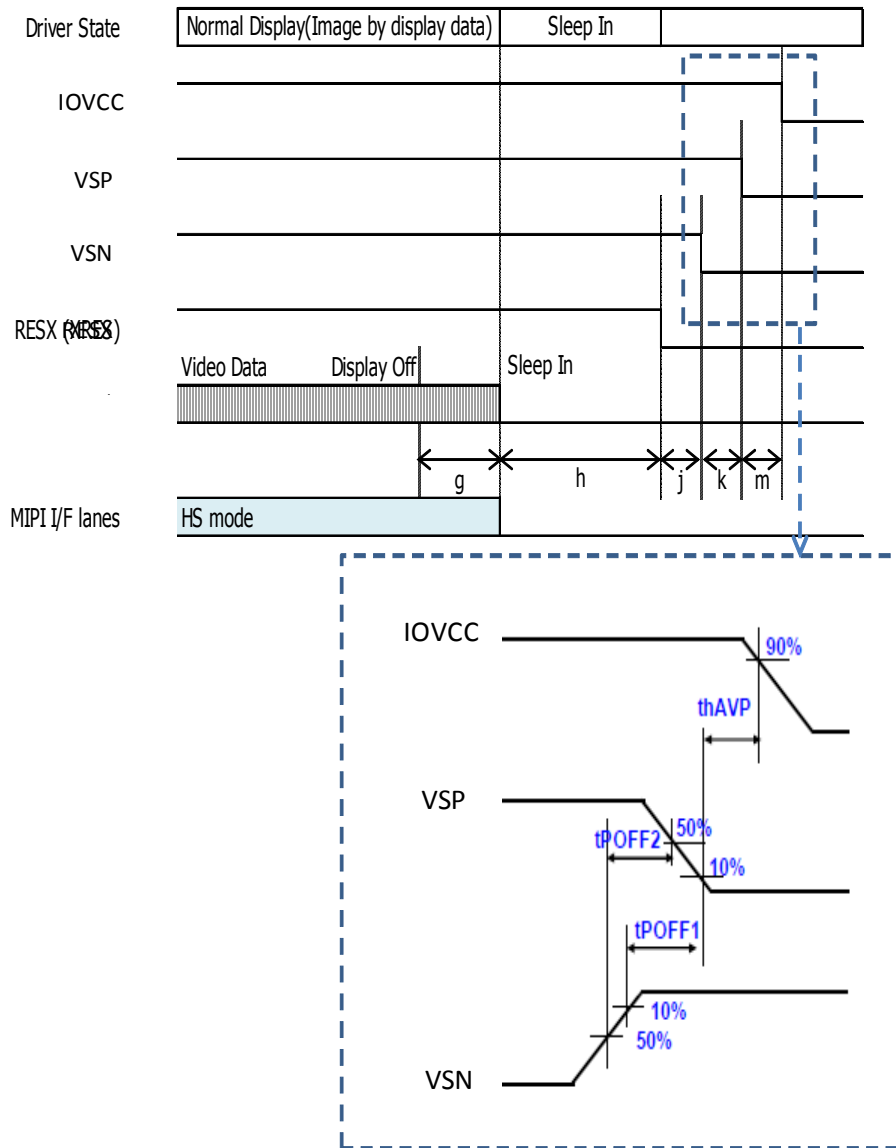 Driver State
Normal Display(Image by display data)
Sleep In
IOVCC
VSP
VSN
RESX
Video Data
Display Off
Sleep In
g
h
j
k
m
MIPI I/F lanes
HS mode
IOVCC
90%
thAVP
VSP
50%
tPOFF2
10%
tPOFF1
10%
50%
VSN